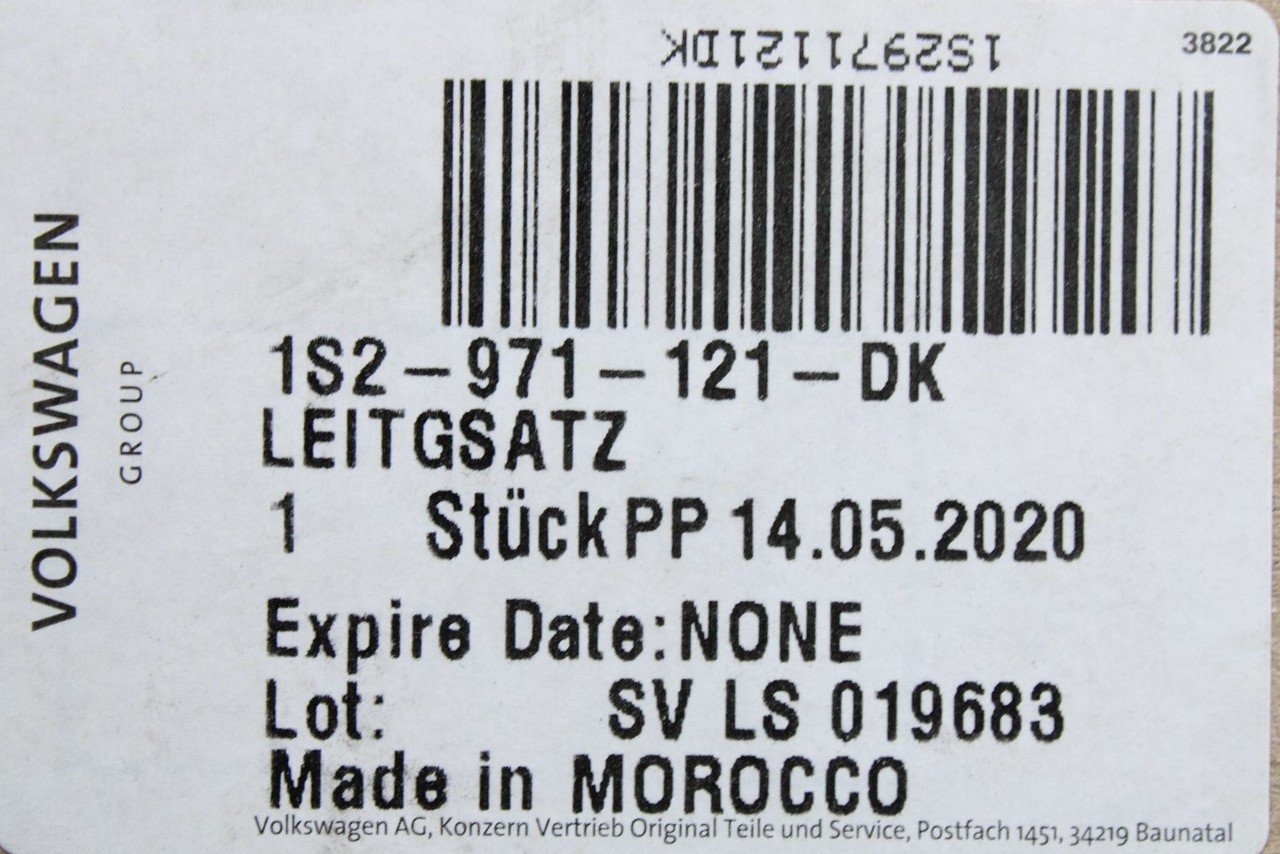 1S2971121DK
3822
VOLKSWAGEN
GROUP
1S2-971-121-DK
LEITGSATZ
1 Stück PP 14.05.2020
Expire Date: NONE
Lot: SV LS 019683
Made in MOROCCO
Volkswagen AG, Konzern Vertrieb Original Teile und Service, Postfach 1451, 34219 Baunatal